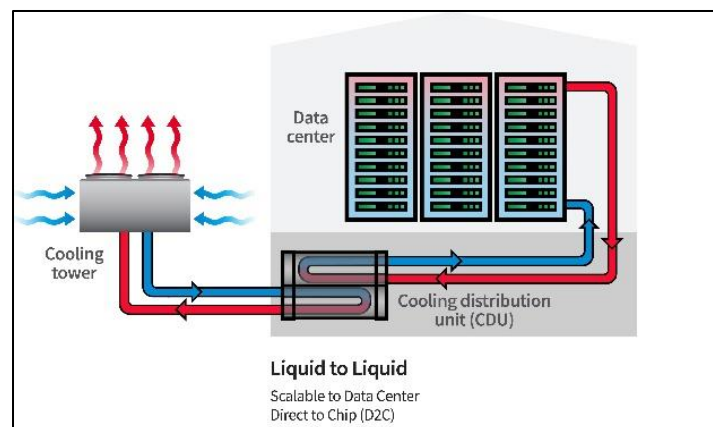 Data
center
Cooling
tower
Cooling distribution
unit (CDU)
Liquid to Liquid
Scalable to Data Center
Direct to Chip (D2C)